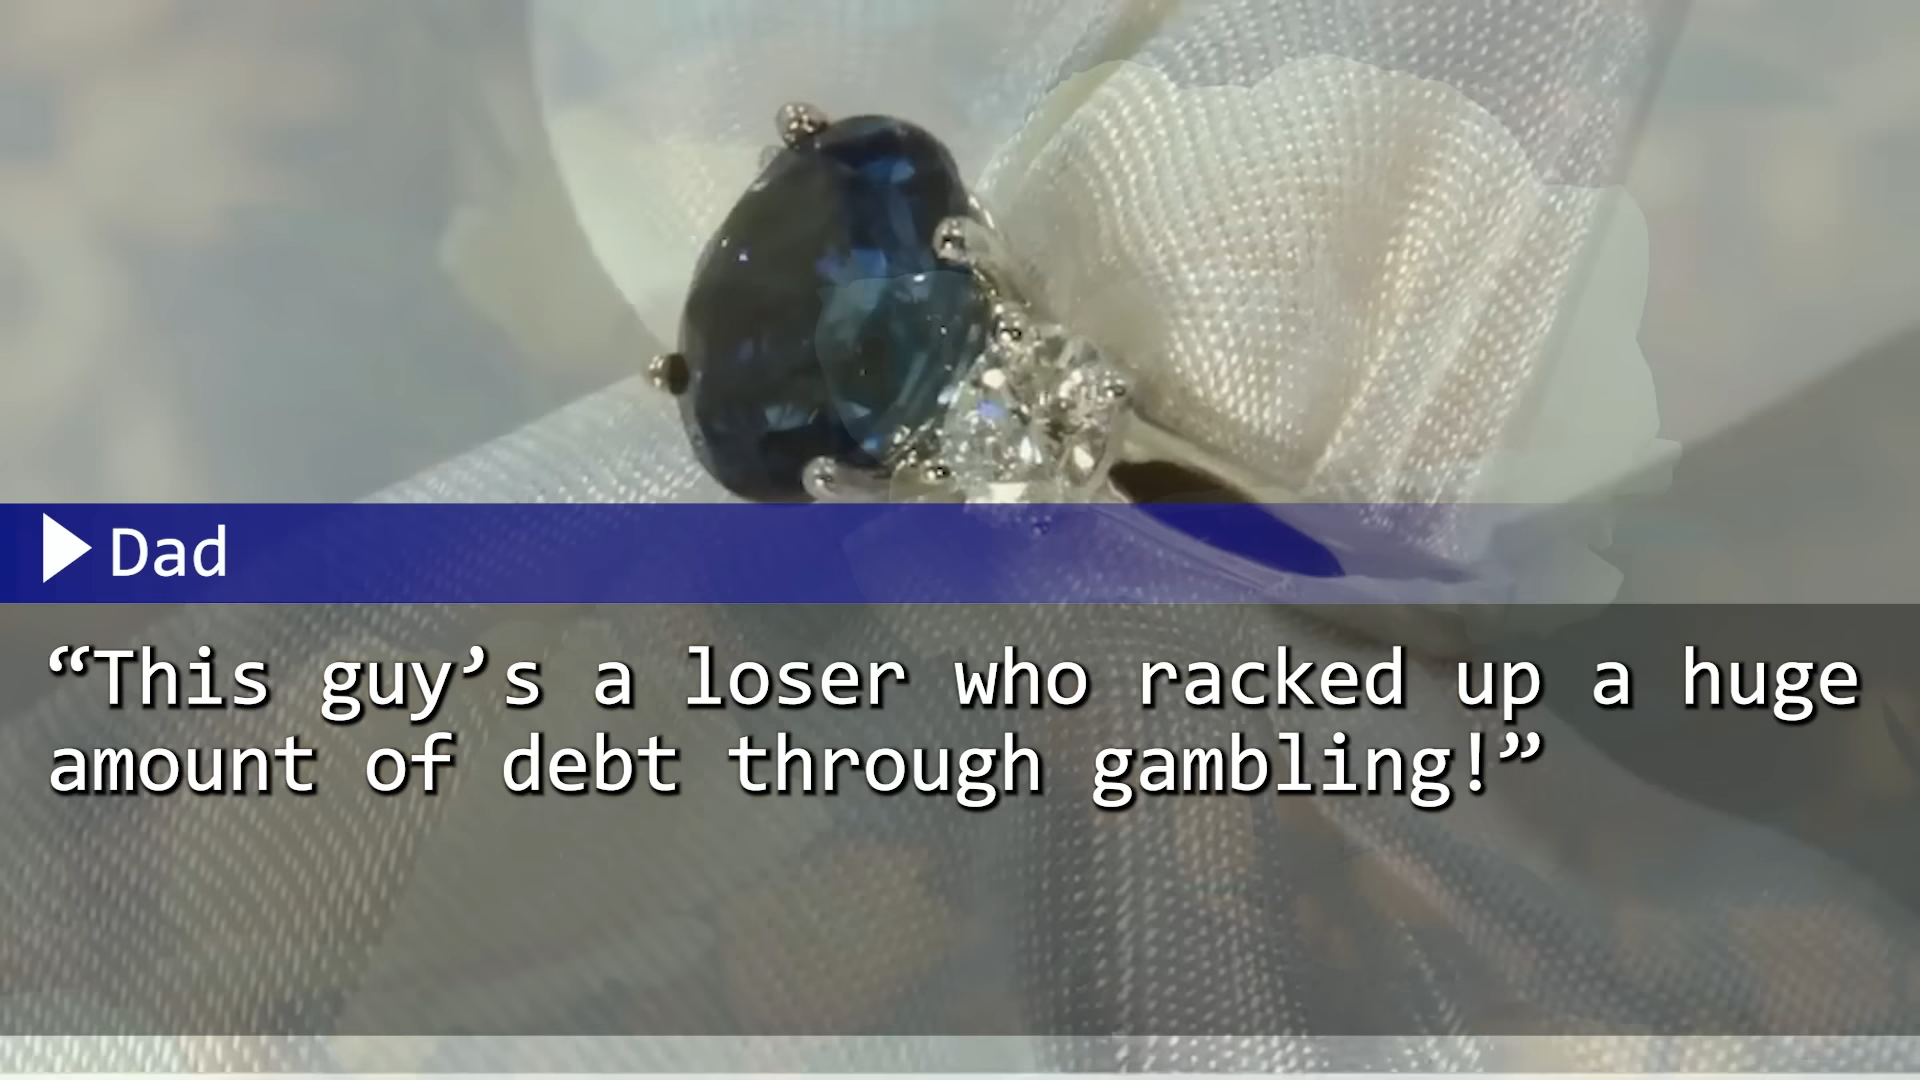 Dad
“This guy’s a loser who racked up a huge
amount of debt through gambling!”